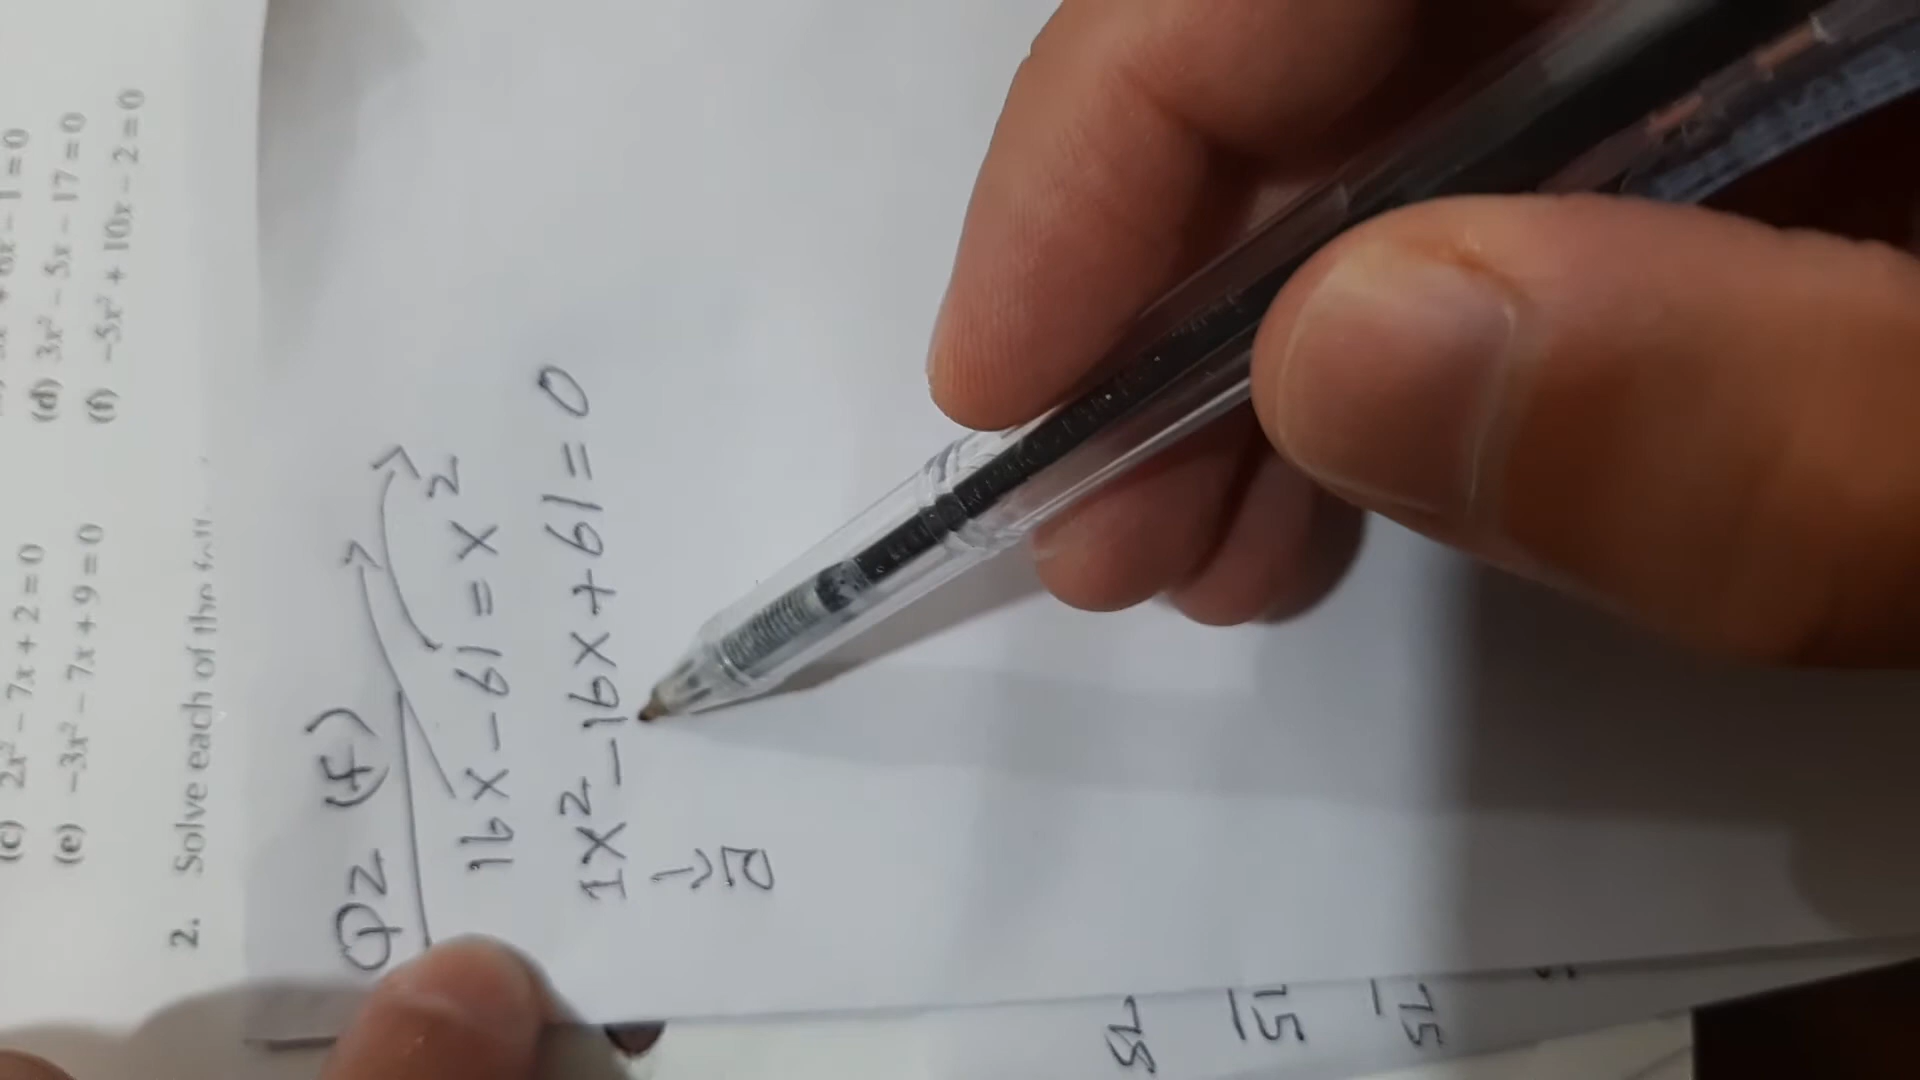 (c) 2x² - 7x + 2 = 0 (d) 3x² - 5x - 17 = 0
(e) -3x² - 7x + 9 = 0 (f) -5x² + 10x - 2 = 0
2. Solve each of the
Q2 (f)
16x - 61 = x²
1x² - 16x + 61 = 0
a